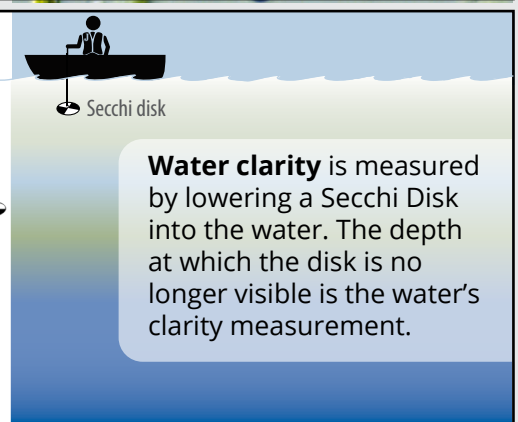 Secchi disk
Water clarity is measured
by lowering a Secchi Disk
into the water. The depth
at which the disk is no
longer visible is the water’s
clarity measurement.